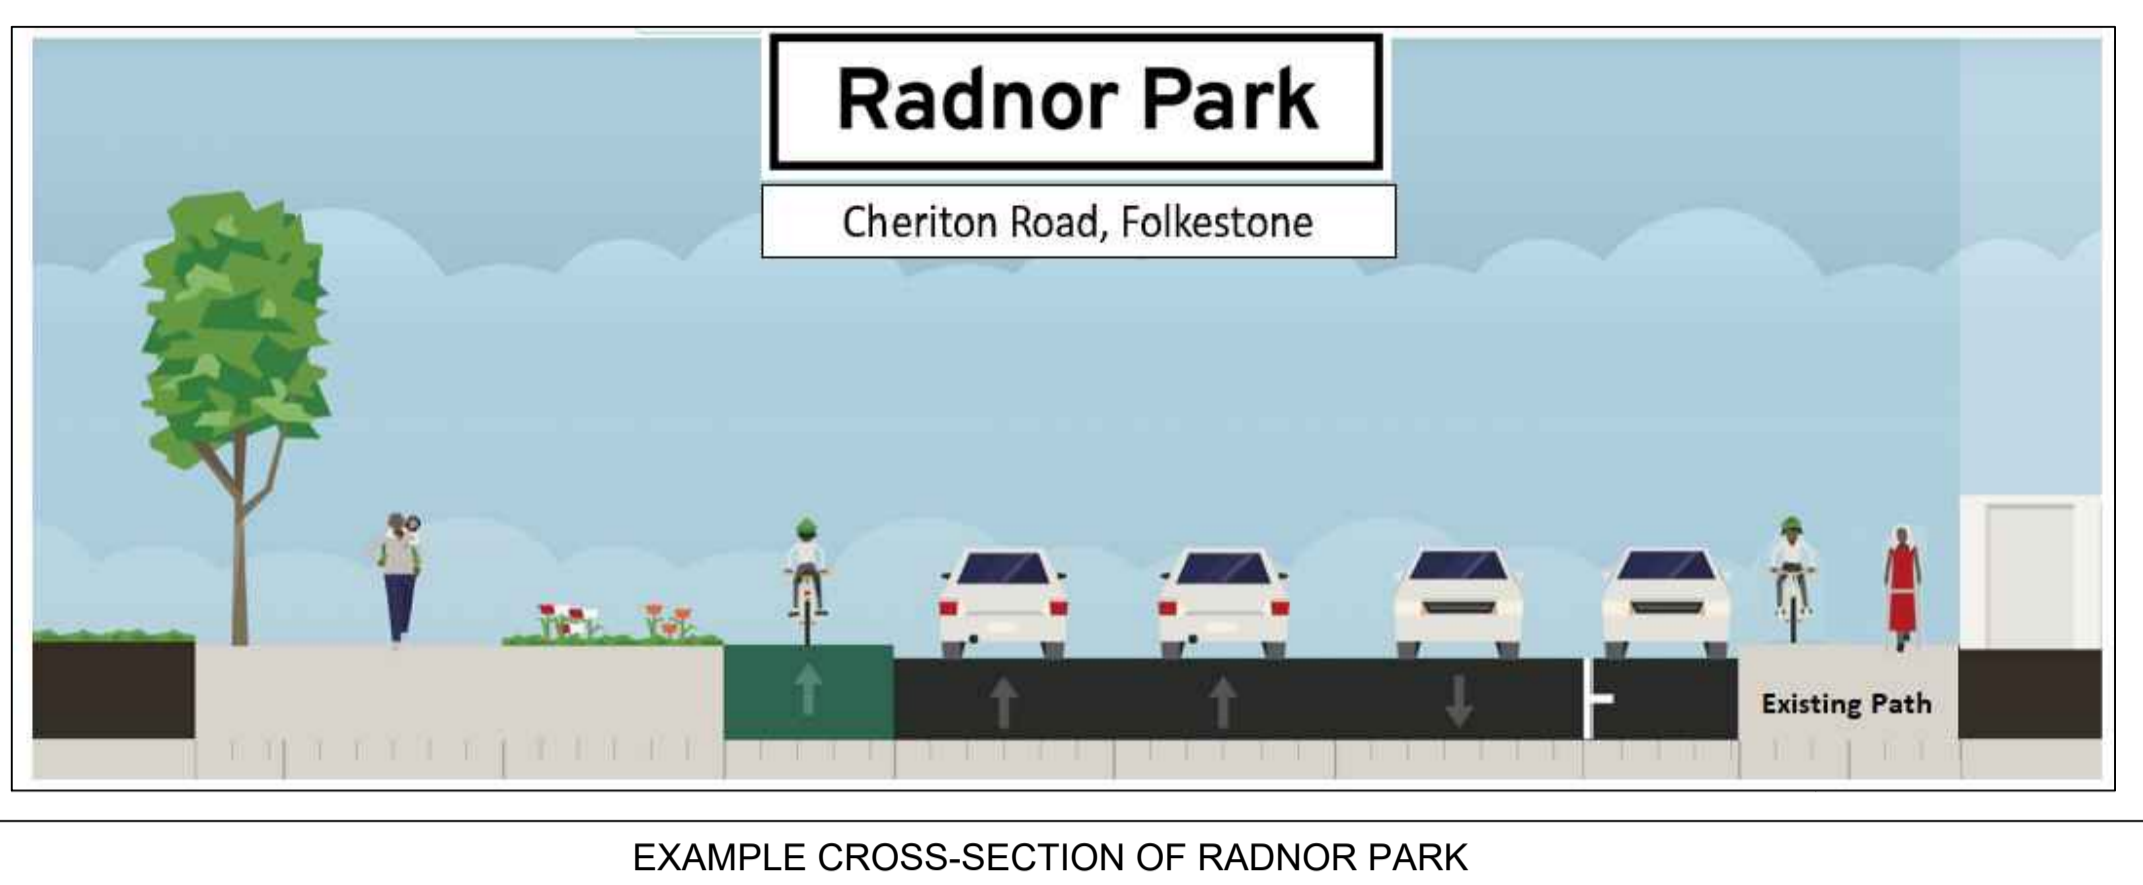 Radnor Park
Cheriton Road, Folkestone
Existing Path
EXAMPLE CROSS-SECTION OF RADNOR PARK